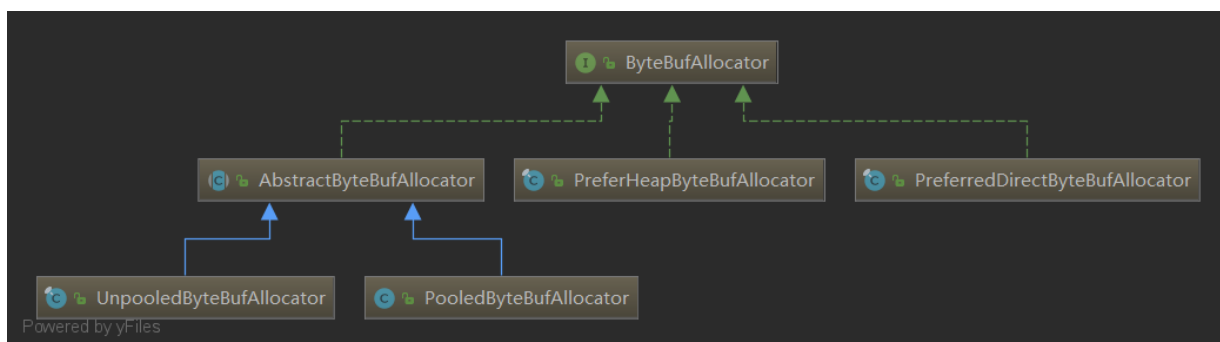 I ByteBufAllocator
C AbstractByteBufAllocator
C PreferHeapByteBufAllocator
C PreferredDirectByteBufAllocator
C UnpooledByteBufAllocator
C PooledByteBufAllocator
Powered by yFiles